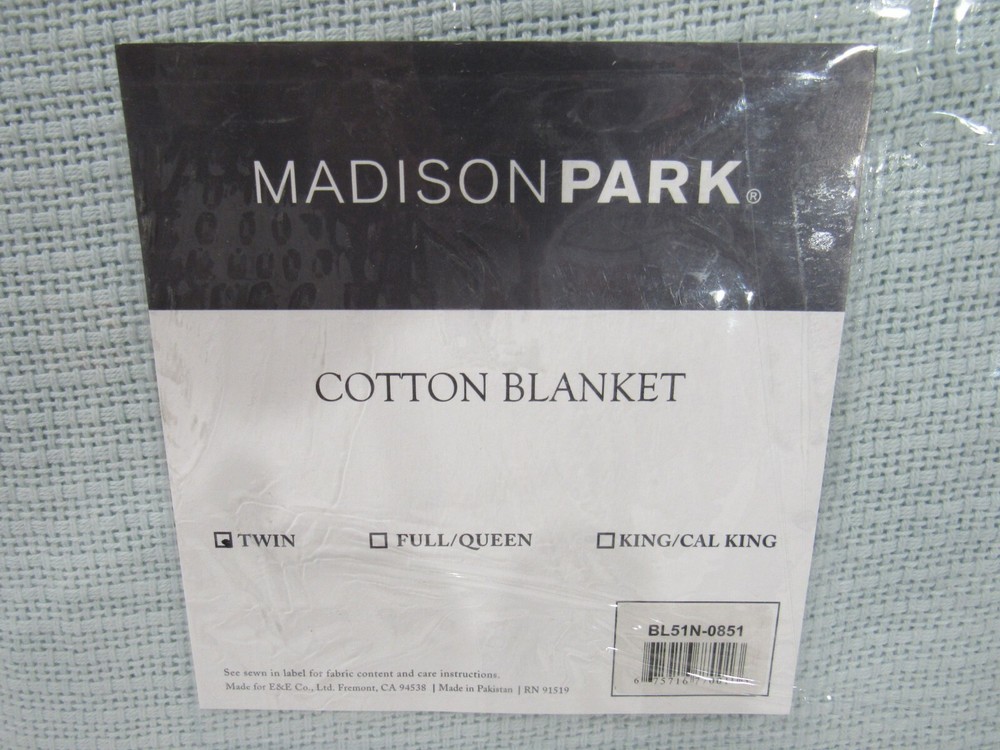 MADISONPARK®
COTTON BLANKET
TWIN FULL/QUEEN KING/CAL KING
BL51N-0851
See sewn in label for fabric content and care instructions.
Made for E&E Co., Ltd. Fremont, CA 94538 | Made in Pakistan | RN 91519